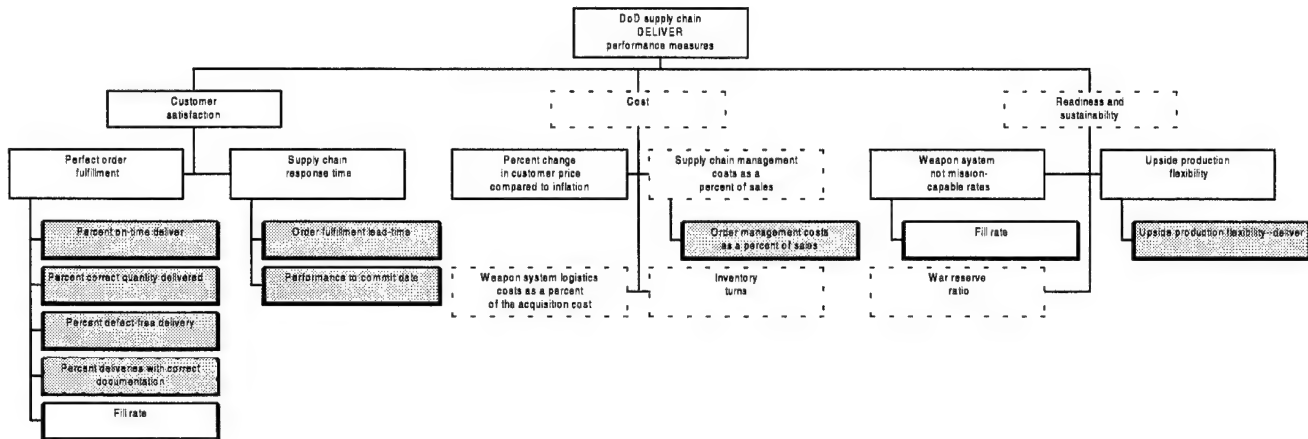 DoD supply chain
DELIVER
performance measures
Customer
satisfaction
Cost
Readiness and
sustainability
Perfect order
fulfillment
Supply chain
response time
Percent change
in customer price
compared to inflation
Supply chain management
costs as a
percent of sales
Weapon system
not mission-
capable rates
Upside production
flexibility
Percent on-time deliver
Order fulfillment lead-time
Order management costs
as a percent of sales
Fill rate
Upside production flexibility--deliver
Percent correct quantity delivered
Performance to commit date
Weapon system logistics
costs as a percent
of the acquisition cost
Inventory
turns
War reserve
ratio
Percent defect-free delivery
Percent deliveries with correct
documentation
Fill rate